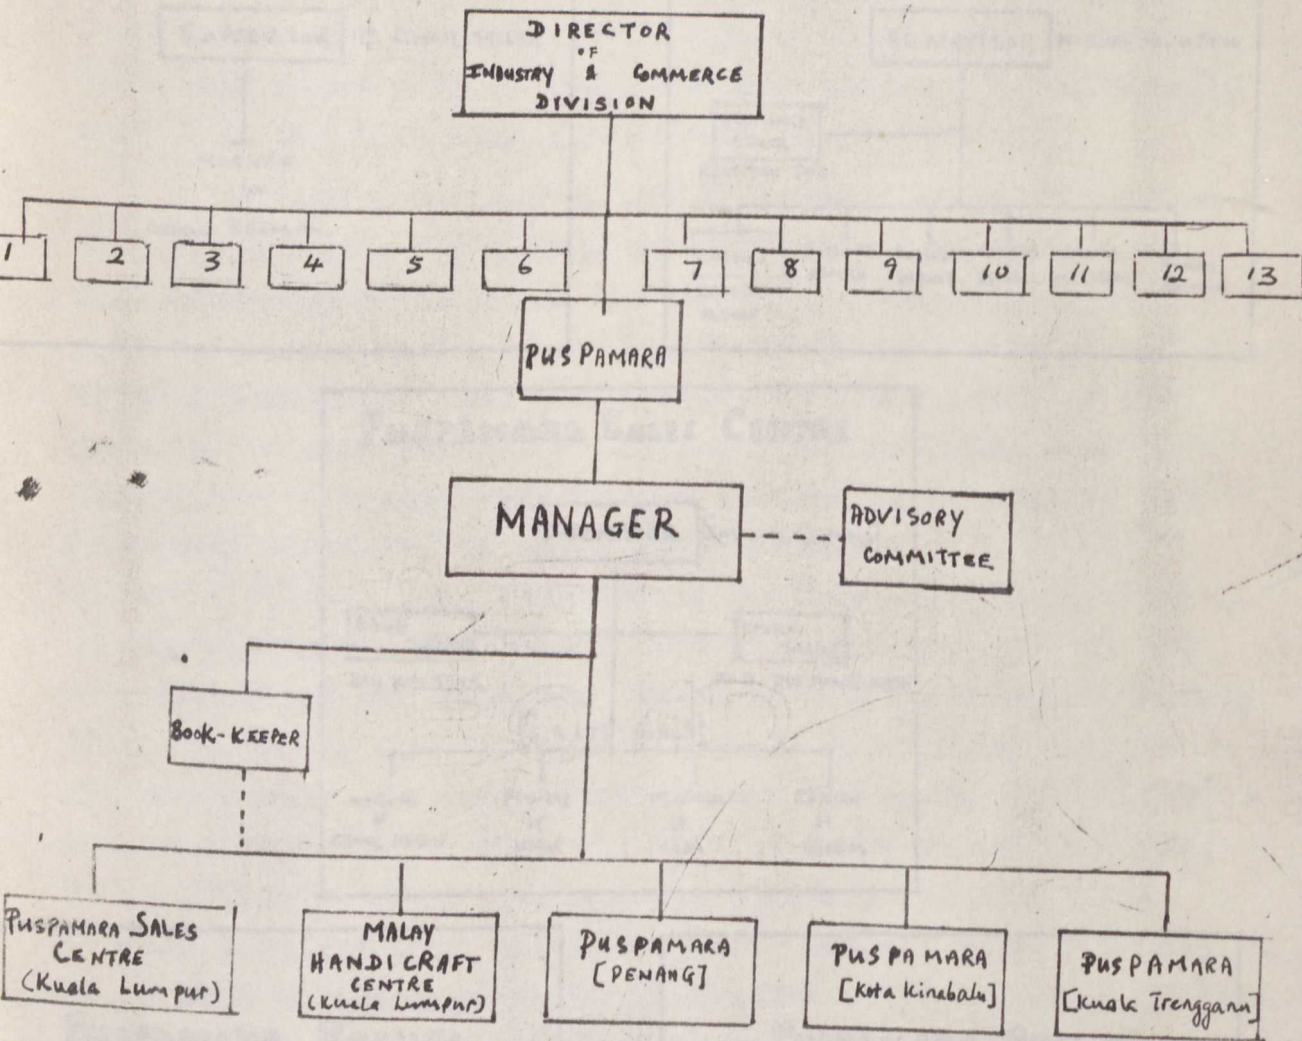 DIRECTOR
OF
INDUSTRY & COMMERCE
DIVISION
1 2 3 4 5 6 7 8 9 10 11 12 13
PUSPAMARA
MANAGER
ADVISORY
COMMITTEE
BOOK-KEEPER
PUSPAMARA SALES
CENTRE
(Kuala Lumpur)
MALAY
HANDICRAFT
CENTRE
(Kuala Lumpur)
PUSPAMARA
[PENANG]
PUSPAMARA
[Kota Kinabalu]
PUSPAMARA
[Kuala Trengganu]